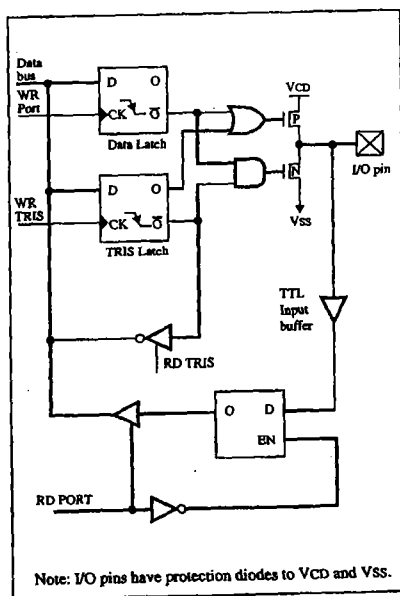 Data
bus
WR
Port
D O
CK O
Data Latch
WR
TRIS
D O
CK O
TRIS Latch
VCD
P
N
VSS
I/O pin
TTL
Input
buffer
RD TRIS
O D
EN
RD PORT
Note: I/O pins have protection diodes to VCD and VSS.